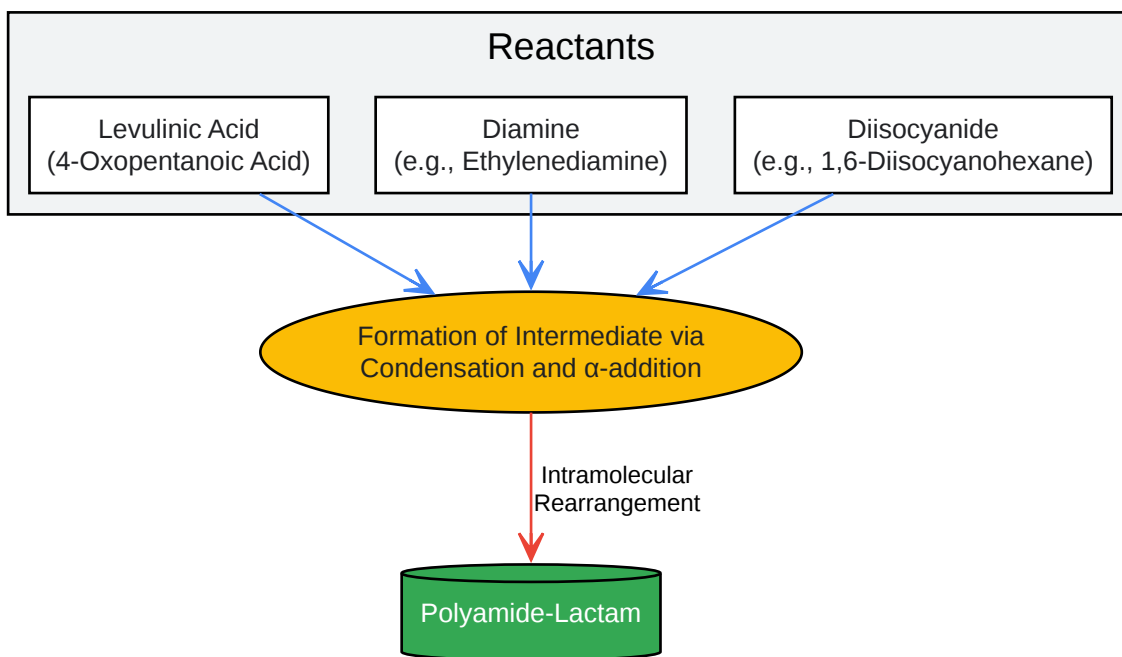 Reactants
Levulinic Acid
(4-Oxopentanoic Acid)
Diamine
(e.g., Ethylenediamine)
Diisocyanide
(e.g., 1,6-Diisocyanohexane)
Formation of Intermediate via
Condensation and α-addition
Intramolecular
Rearrangement
Polyamide-Lactam